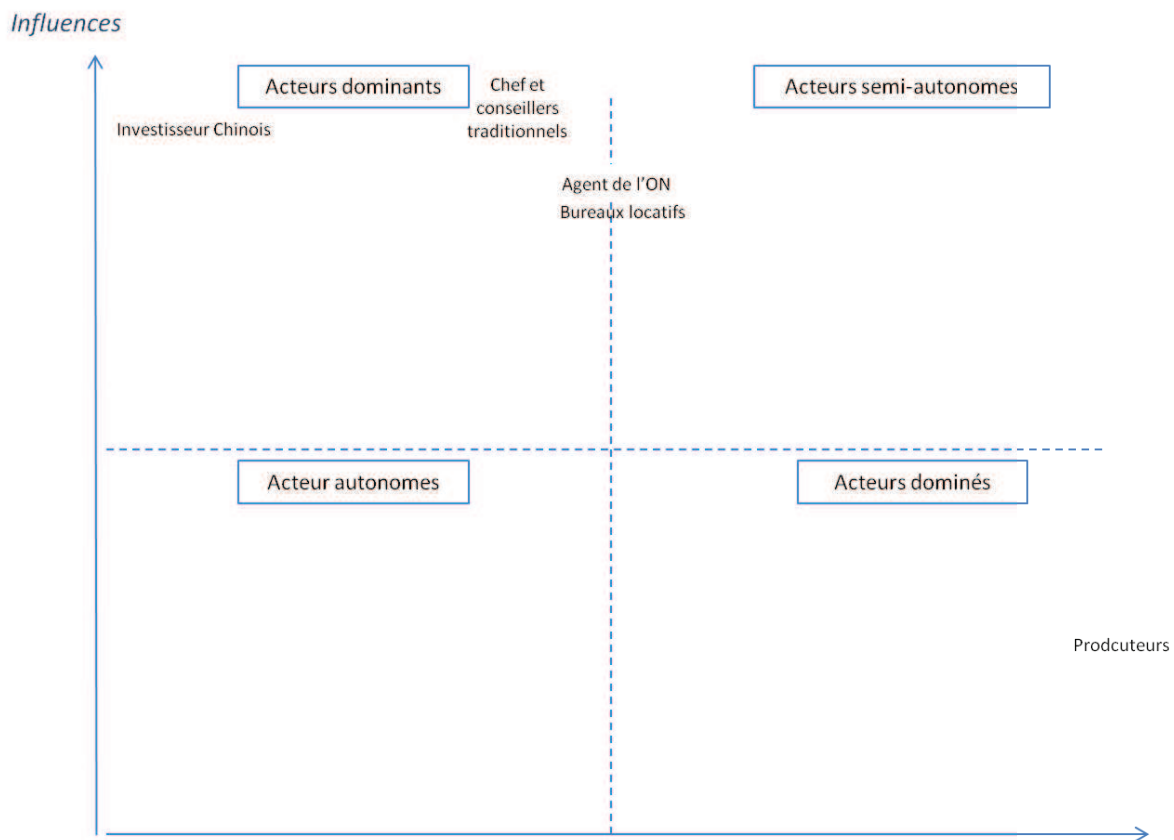 Influences
Acteurs dominants
Chef et
conseillers
traditionnels
Acteurs semi-autonomes
Investisseur Chinois
Agent de l'ON
Bureaux locatifs
Acteur autonomes
Acteurs dominés
Prodcuteurs